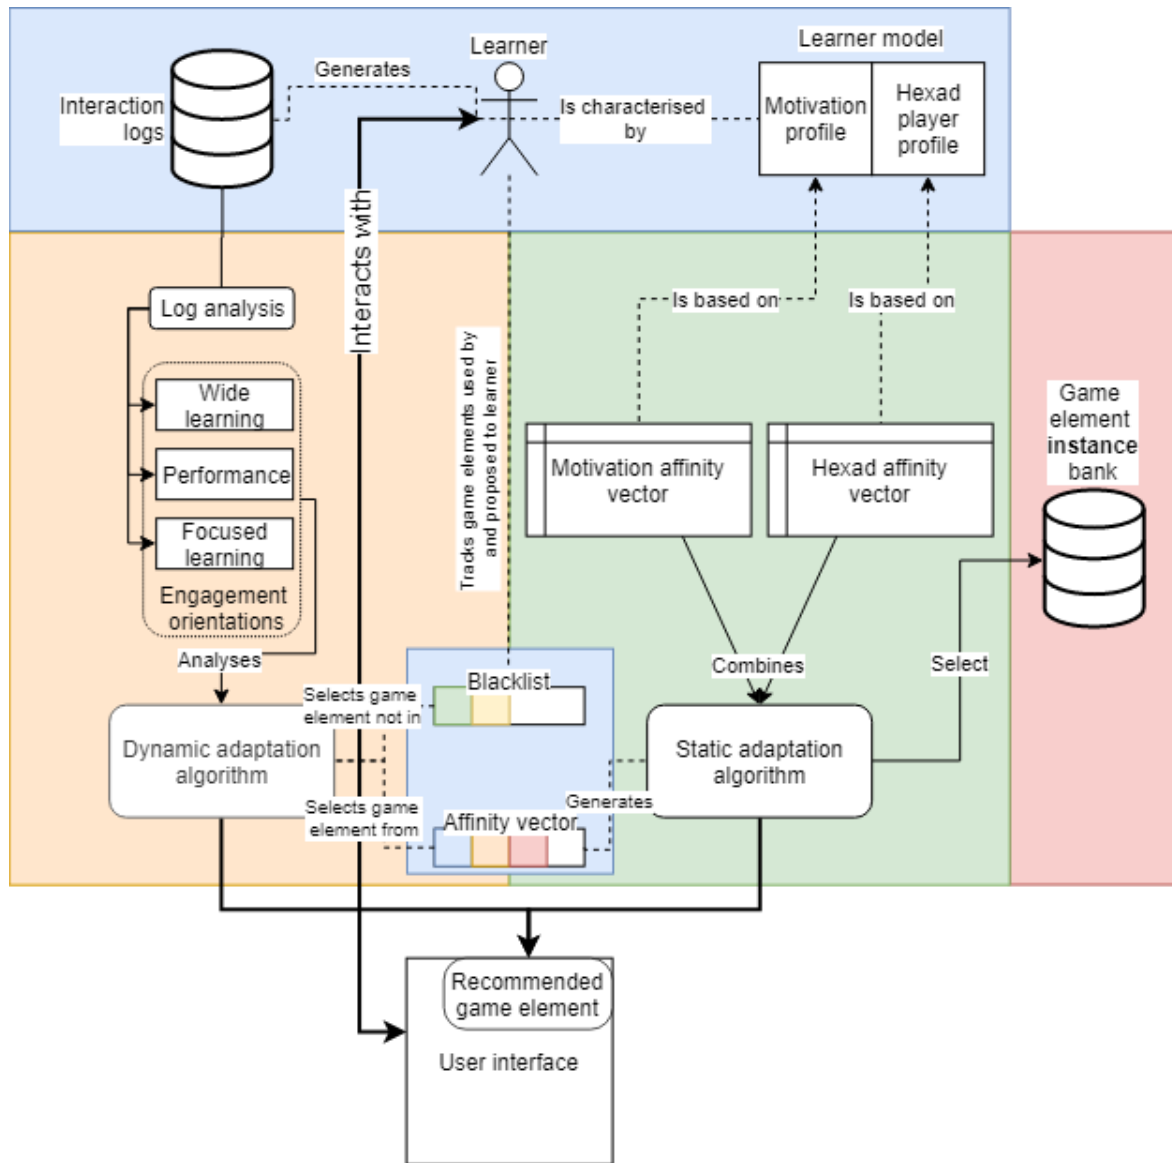 Learner
Learner model
Generates
Interaction
logs
Is characterised
by
Motivation
profile
Hexad
player
profile
Interacts with
Log analysis
Is based on
Is based on
Wide
learning
Performance
Focused
learning
Engagement
orientations
Tracks game elements used by
and proposed to learner
Motivation affinity
vector
Hexad affinity
vector
Game
element
instance
bank
Analyses
Combines
Select
Selects game
element not in
Blacklist
Dynamic adaptation
algorithm
Static adaptation
algorithm
Selects game
element from
Affinity vector
Generates
Recommended
game element
User interface